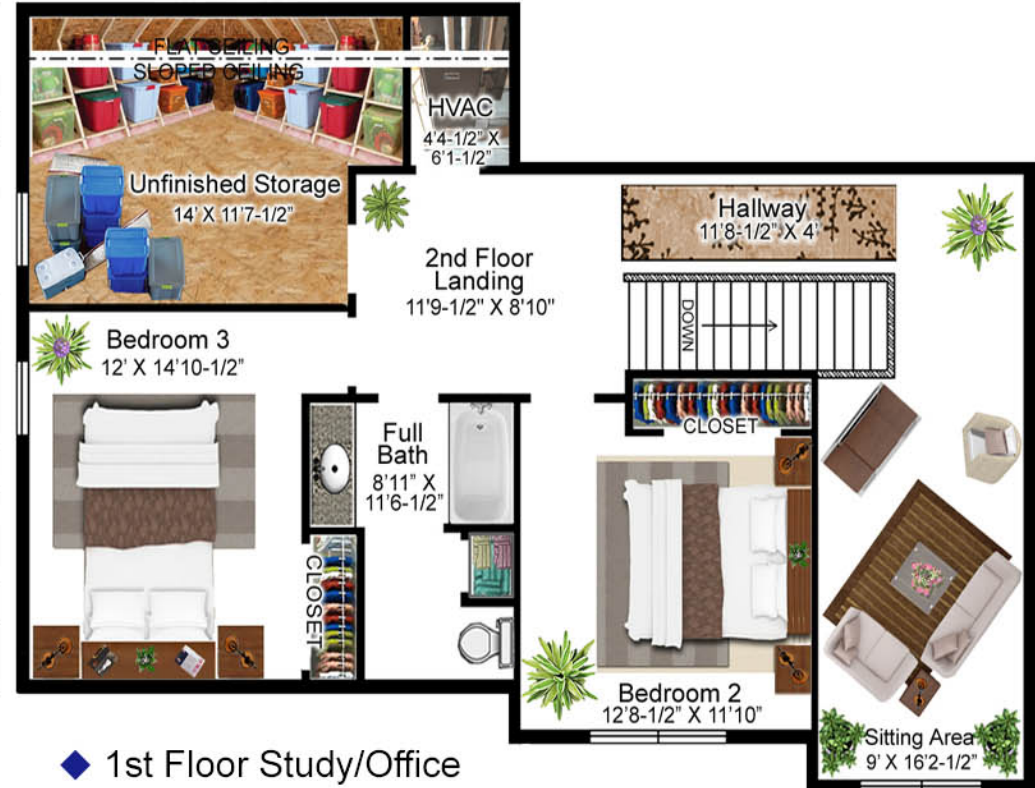 FLAT CEILING
SLOPED CEILING
HVAC
4'4-1/2” X
6'1-1/2”
Unfinished Storage
14' X 11'7-1/2”
Hallway
11'8-1/2” X 4'
2nd Floor
Landing
11'9-1/2" X 8'10"
DOWN
Bedroom 3
12’ X 14’10-1/2”
CLOSET
Full
Bath
8'11” X
11'6-1/2”
CLOSET
Bedroom 2
12'8-1/2” X 11'10”
Sitting Area
9’ X 16’2-1/2”
1st Floor Study/Office